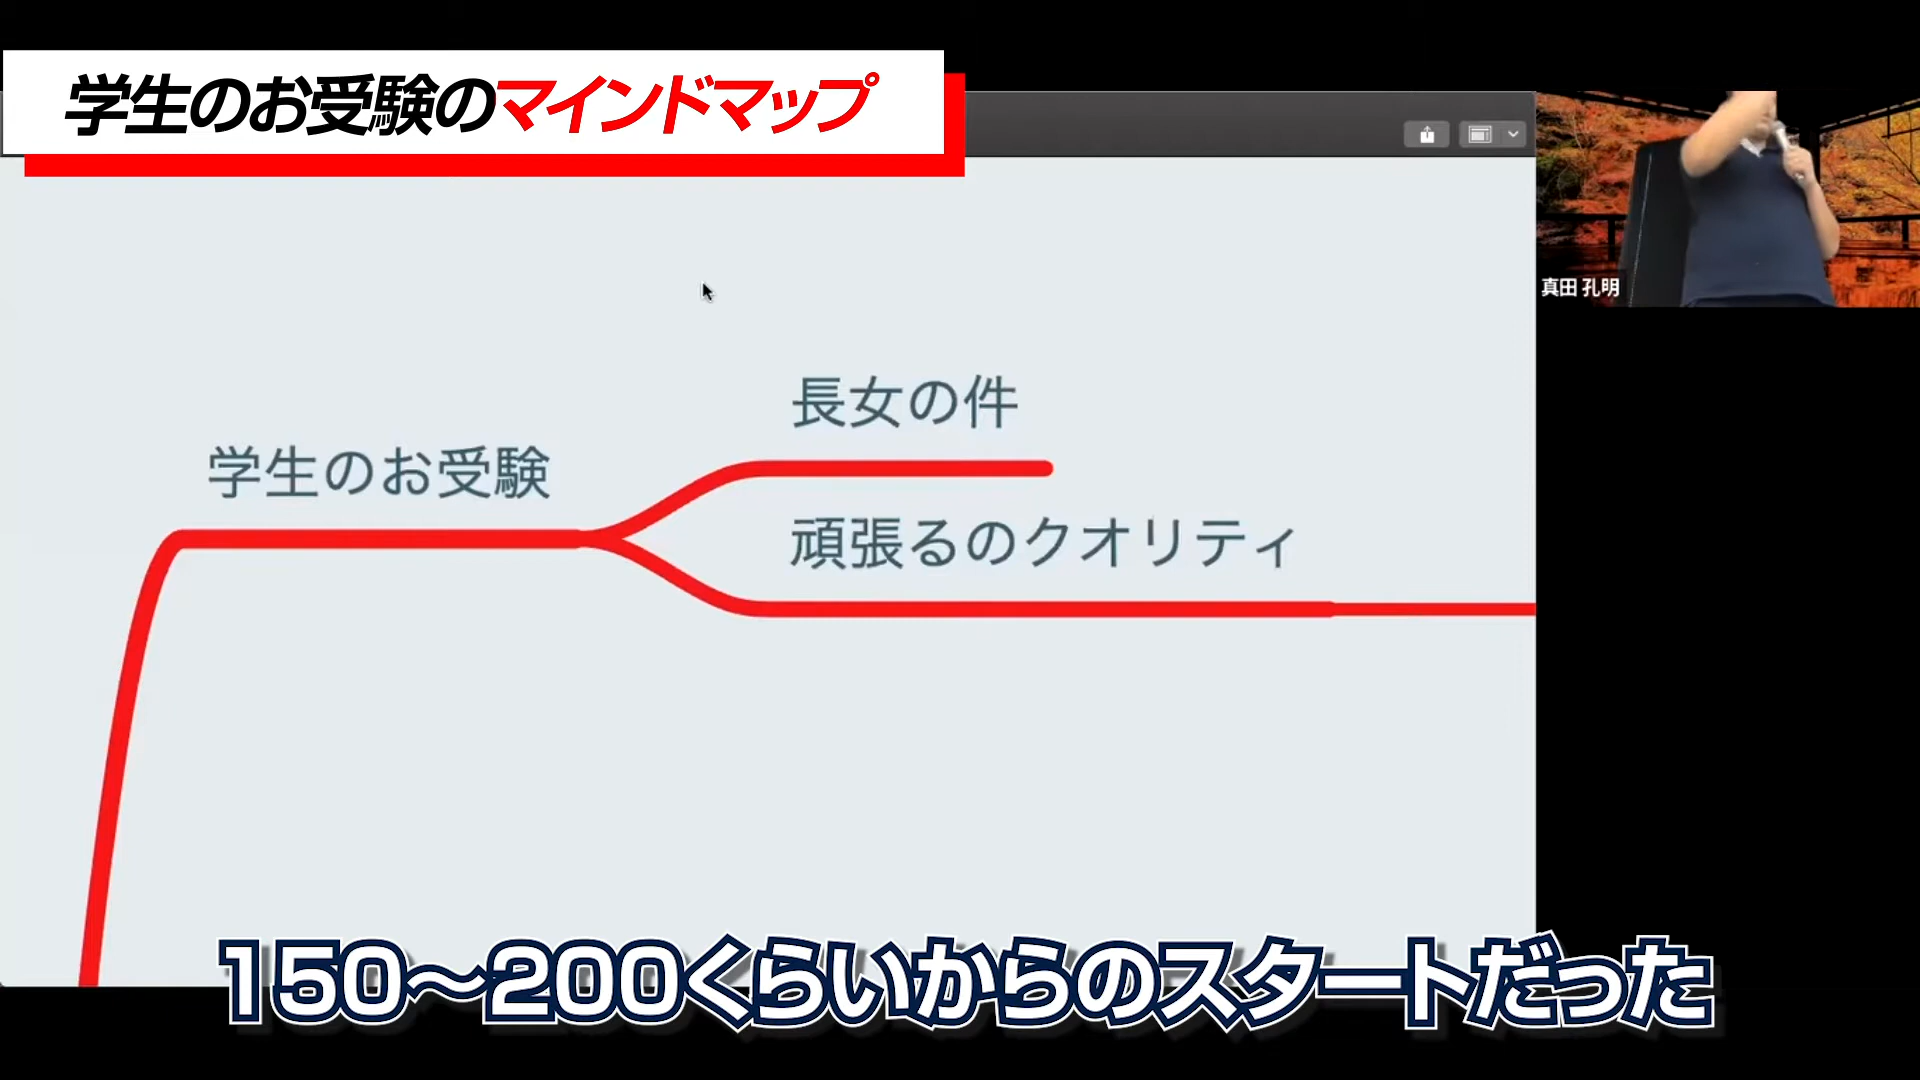 学生のお受験のマインドマップ
真田 孔明
長女の件
学生のお受験
頑張るのクオリティ
150〜200くらいからのスタートだった